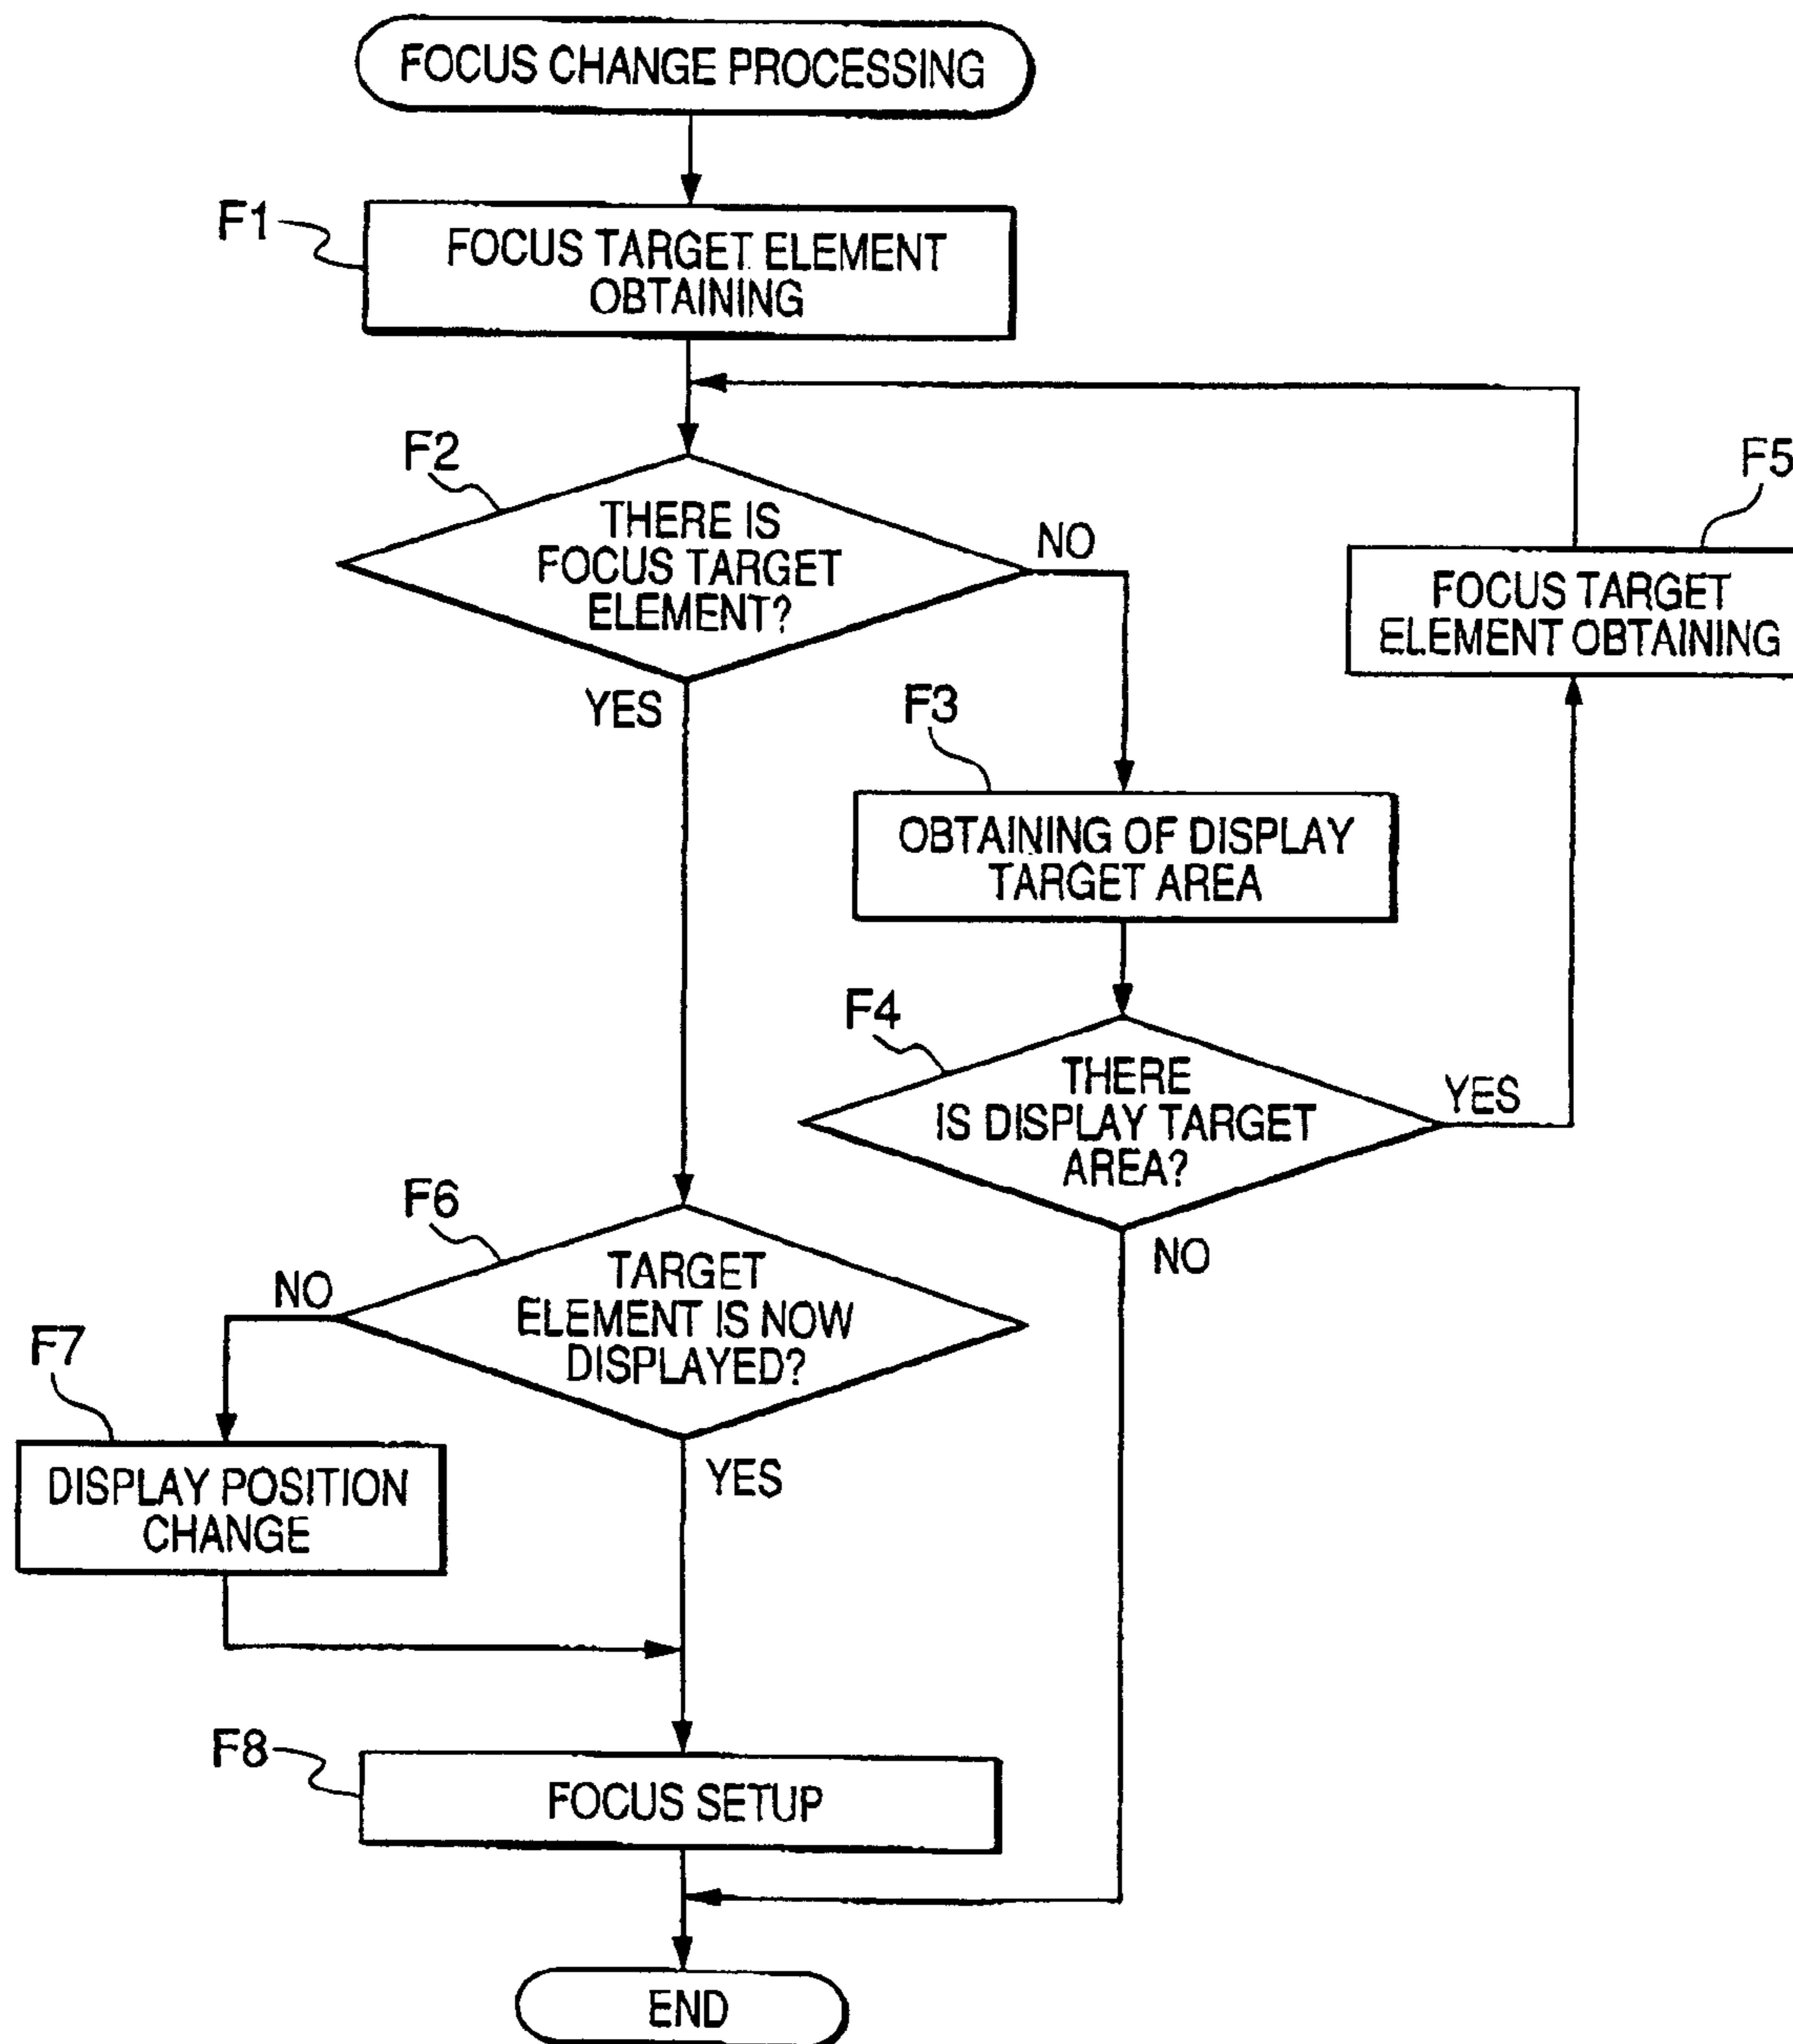 FOCUS CHANGE PROCESSING
F1
FOCUS TARGET ELEMENT
OBTAINING
F2
THERE IS
FOCUS TARGET
ELEMENT?
NO
YES
F5
FOCUS TARGET
ELEMENT OBTAINING
F3
OBTAINING OF DISPLAY
TARGET AREA
F4
THERE
IS DISPLAY TARGET
AREA?
YES
NO
F6
TARGET
ELEMENT IS NOW
DISPLAYED?
NO
YES
F7
DISPLAY POSITION
CHANGE
F8
FOCUS SETUP
END